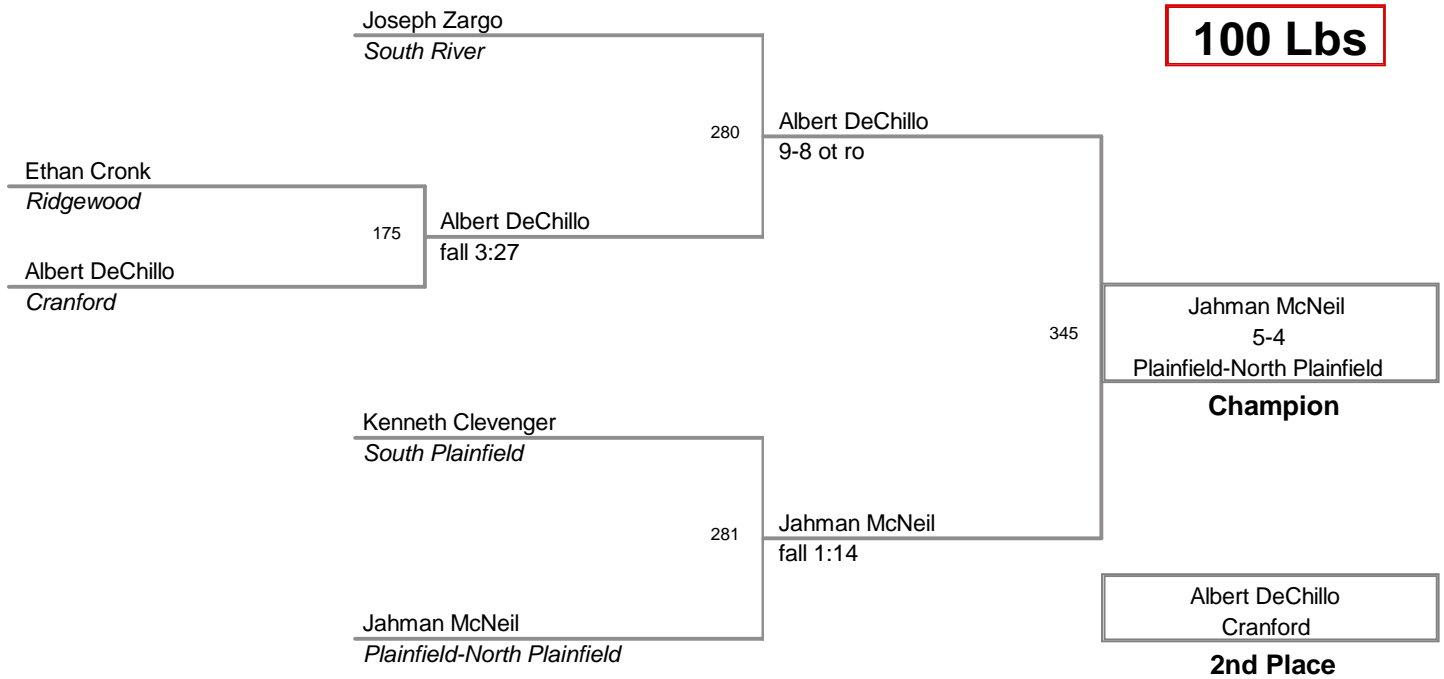 Joseph Zargo
South River
100 Lbs
280
Albert DeChillo
9-8 ot ro
Ethan Cronk
Ridgewood
175
Albert DeChillo
fall 3:27
Albert DeChillo
Cranford
345
Jahman McNeil
5-4
Plainfield-North Plainfield
Champion
Kenneth Clevenger
South Plainfield
281
Jahman McNeil
fall 1:14
Jahman McNeil
Plainfield-North Plainfield
Albert DeChillo
Cranford
2nd Place